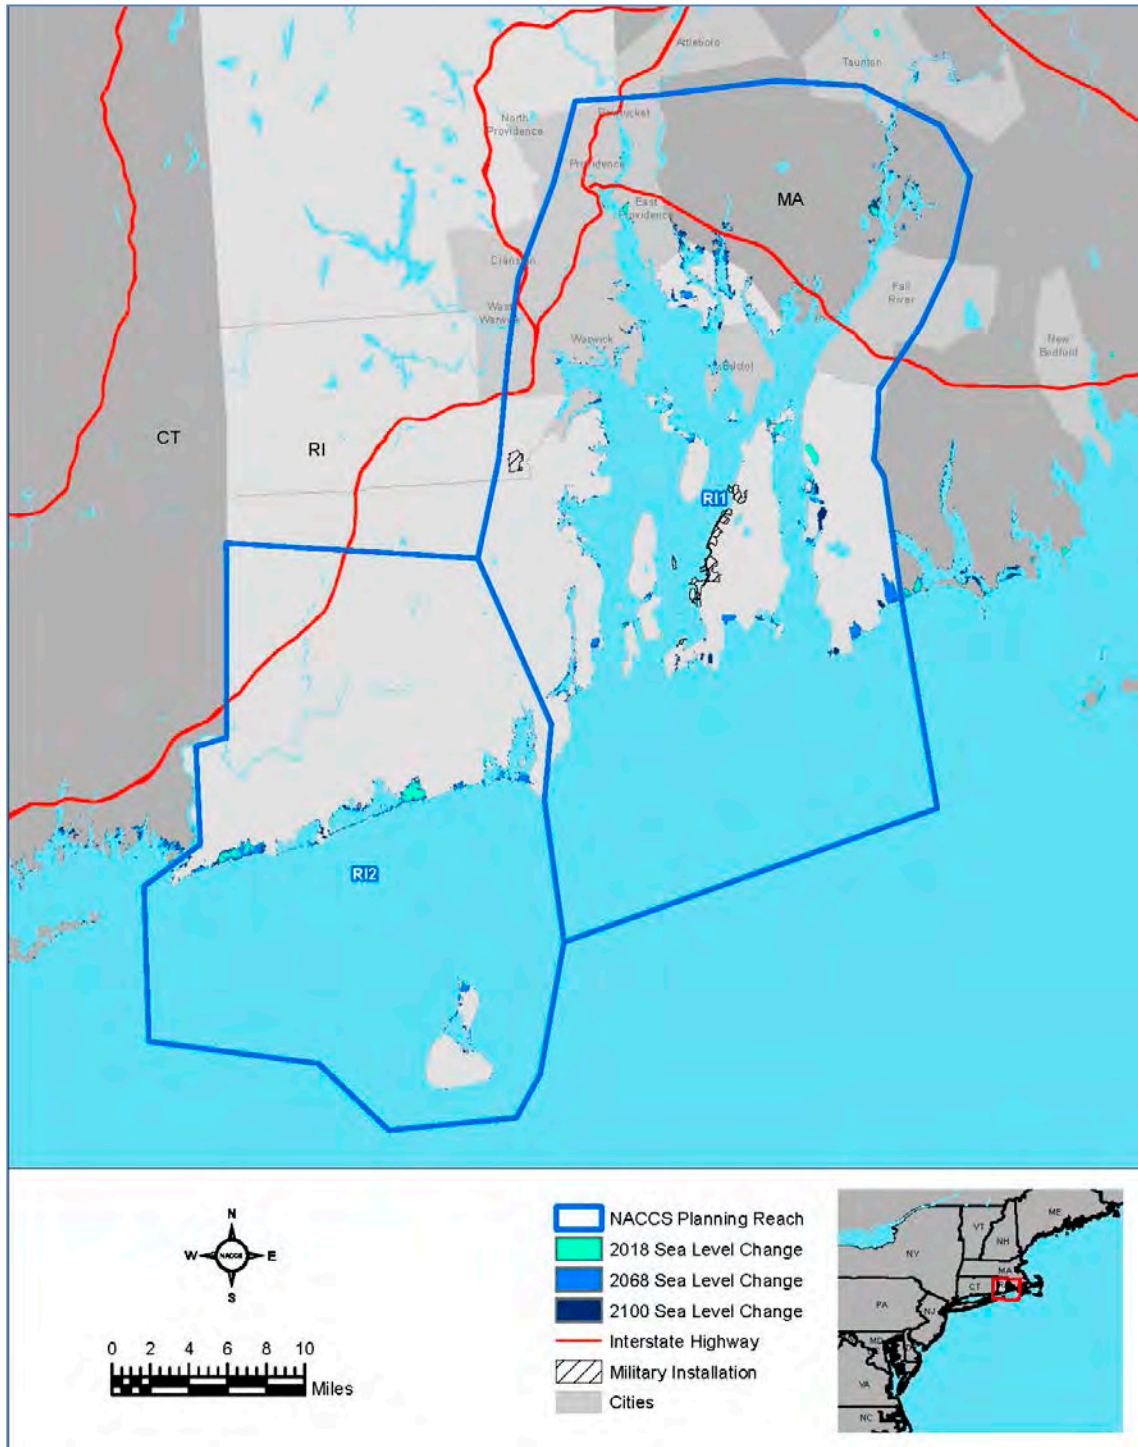 Attleboro
Taunton
North
Providence
Pawtucket
Providence
MA
East
Providence
Cranston
Fall
River
West
Warwick
New
Bedford
Warwick
Bristol
CT
RI
RI1
RI2
N
W
NACCS
E
S
0 2 4 6 8 10
Miles
NACCS Planning Reach
2018 Sea Level Change
2068 Sea Level Change
2100 Sea Level Change
Interstate Highway
Military Installation
Cities
ME
VT
NH
NY
MA
CT
PA
NJ
MD
VA
NC